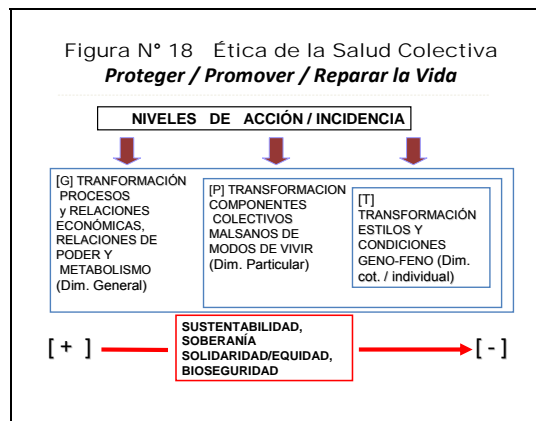 Figura N° 18 Ética de la Salud Colectiva
Proteger / Promover / Reparar la Vida
NIVELES DE ACCIÓN / INCIDENCIA
[G] TRANFORMACIÓN
PROCESOS
y RELACIONES
ECONÓMICAS,
RELACIONES DE
PODER Y
METABOLISMO
(Dim. General)
[P] TRANSFORMACION
COMPONENTES
COLECTIVOS
MALSANOS DE
MODOS DE VIVIR
(Dim. Particular)
[T]
TRANSFORMACIÓN
ESTILOS Y
CONDICIONES
GENO-FENO (Dim.
cot. / individual)
[ + ]
SUSTENTABILIDAD,
SOBERANÍA
SOLIDARIDAD/EQUIDAD,
BIOSEGURIDAD
[ - ]